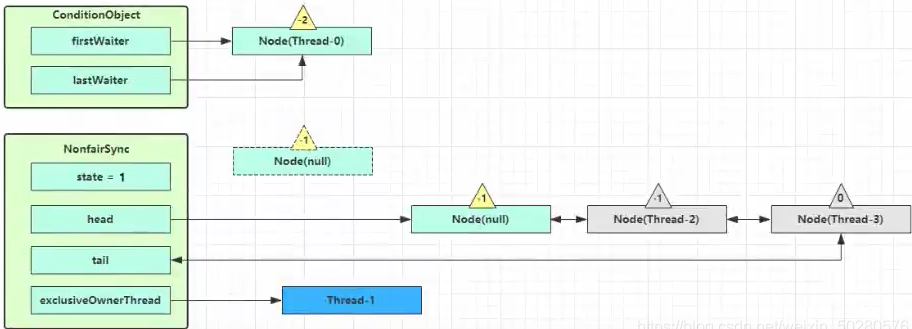 ConditionObject
-2
firstWaiter
Node(Thread-0)
lastWaiter
NonfairSync
-1
Node(null)
state = 1
-1
-1
0
head
Node(null)
Node(Thread-2)
Node(Thread-3)
tail
exclusiveOwnerThread
Thread-1
https://blog.csdn.net/weixin_50280576